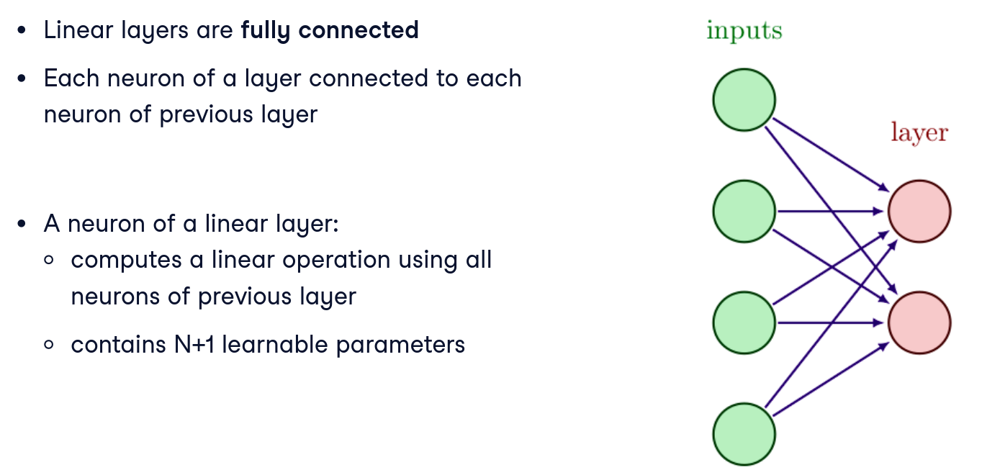 • Linear layers are fully connected
• Each neuron of a layer connected to each
neuron of previous layer
• A neuron of a linear layer:
○ computes a linear operation using all
neurons of previous layer
○ contains N+1 learnable parameters
inputs
layer